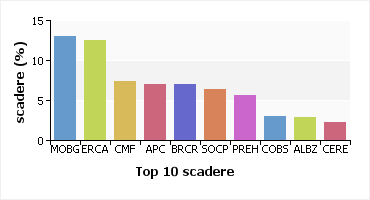 scadere (%)
15
10
5
0
MOBG ERCA CMF APC BRCR SOCP PREH COBS ALBZ CERE
Top 10 scadere